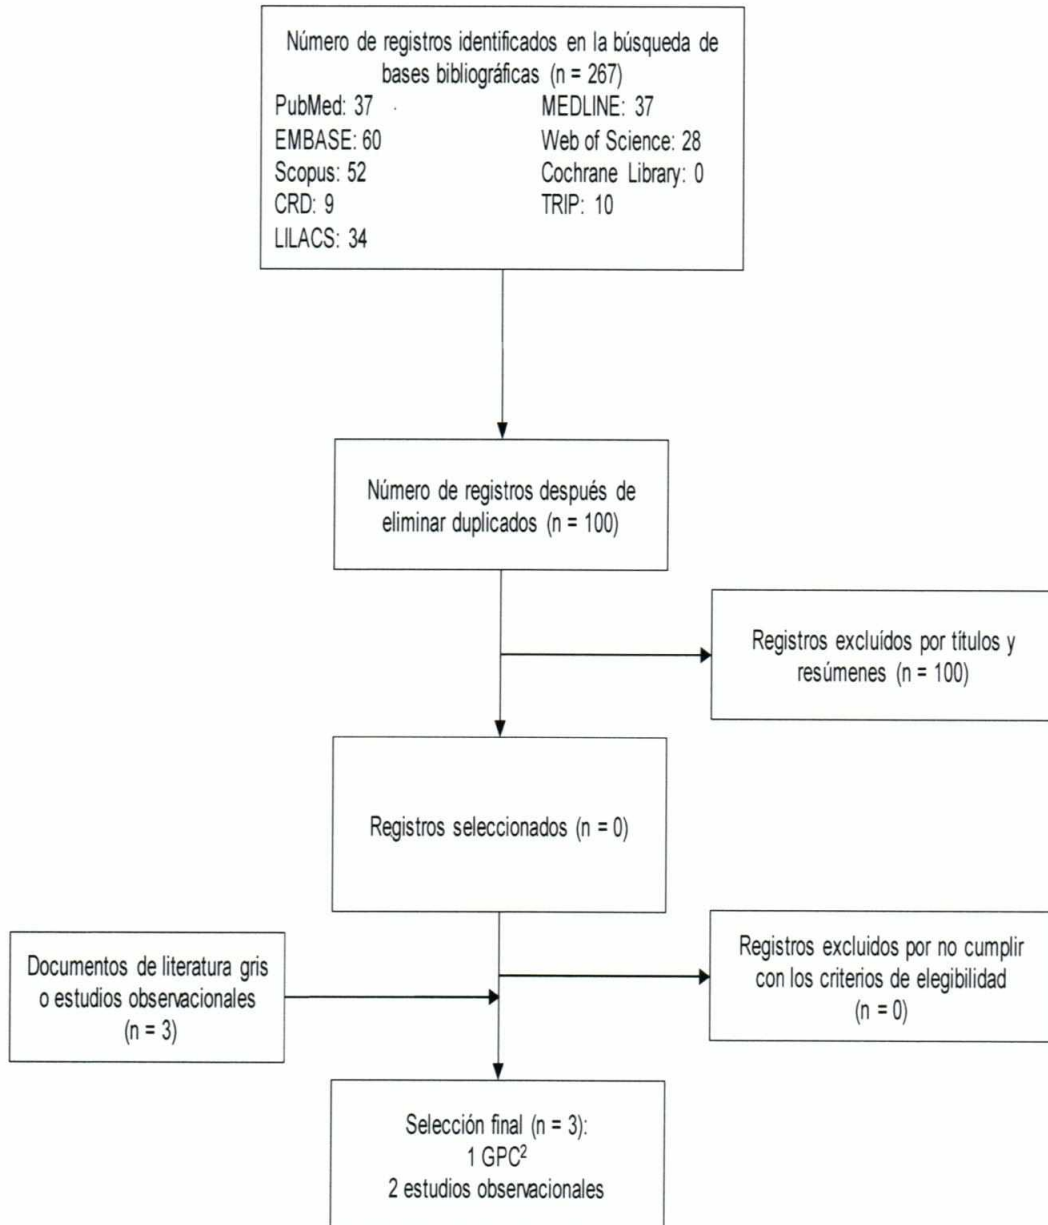 Número de registros identificados en la búsqueda de
bases bibliográficas (n = 267)
PubMed: 37 MEDLINE: 37
EMBASE: 60 Web of Science: 28
Scopus: 52 Cochrane Library: 0
CRD: 9 TRIP: 10
LILACS: 34
Número de registros después de
eliminar duplicados (n = 100)
Registros excluídos por títulos y
resúmenes (n = 100)
Registros seleccionados (n = 0)
Documentos de literatura gris
o estudios observacionales
(n = 3)
Registros excluidos por no cumplir
con los criterios de elegibilidad
(n = 0)
Selección final (n = 3):
1 GPC²
2 estudios observacionales